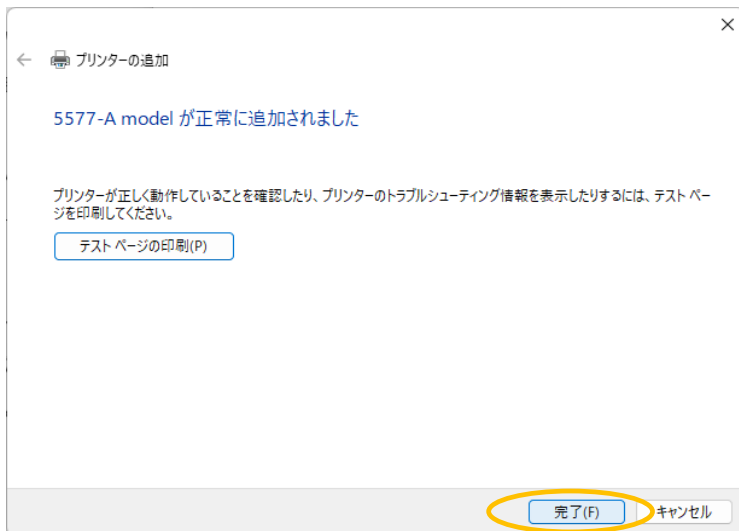 プリンターの追加
5577-A model が正常に追加されました
プリンターが正しく動作していることを確認したり、プリンターのトラブルシューティング情報を表示したりするには、テスト ペー
ジを印刷してください。
テスト ページの印刷(P)
完了(F) キャンセル